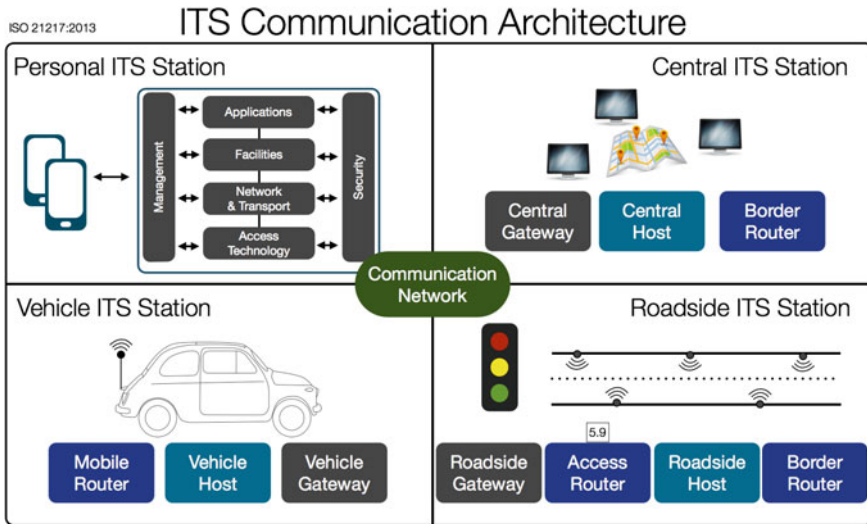 ISO 21217:2013
ITS Communication Architecture
Personal ITS Station
Management
Applications
Facilities
Network
& Transport
Access
Technology
Security
Central ITS Station
Central
Gateway
Central
Host
Border
Router
Communication
Network
Vehicle ITS Station
Mobile
Router
Vehicle
Host
Vehicle
Gateway
Roadside ITS Station
5.9
Roadside
Gateway
Access
Router
Roadside
Host
Border
Router